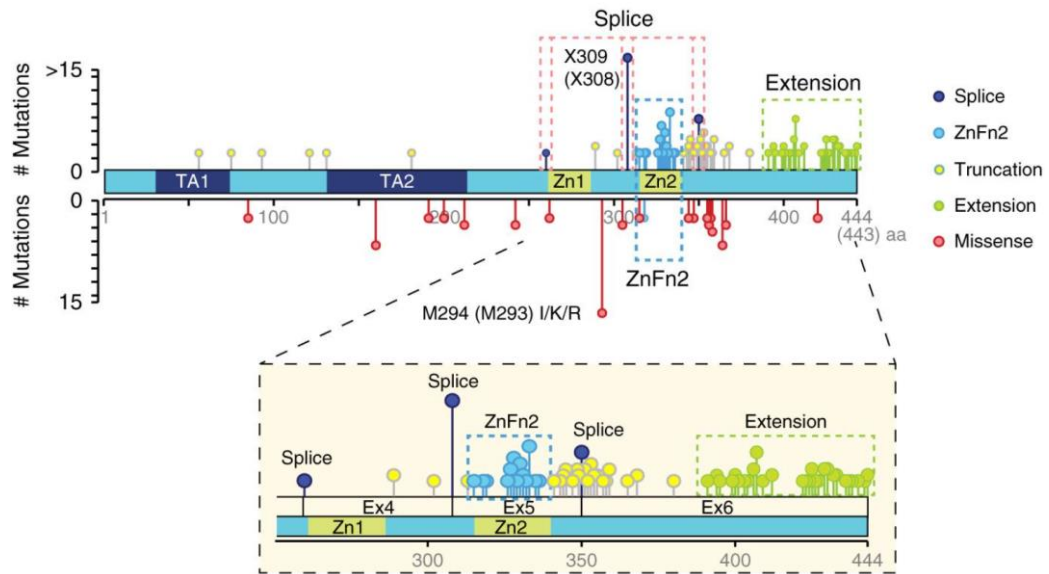 Splice
X309
(X308)
Extension
# Mutations
>15
0
TA1
TA2
Zn1
Zn2
Splice
ZnFn2
Truncation
Extension
Missense
0
1
100
200
300
400
444
(443) aa
# Mutations
15
ZnFn2
M294 (M293) I/K/R
Splice
Splice
ZnFn2
Splice
Extension
Ex4
Ex5
Ex6
Zn1
Zn2
300
350
400
444